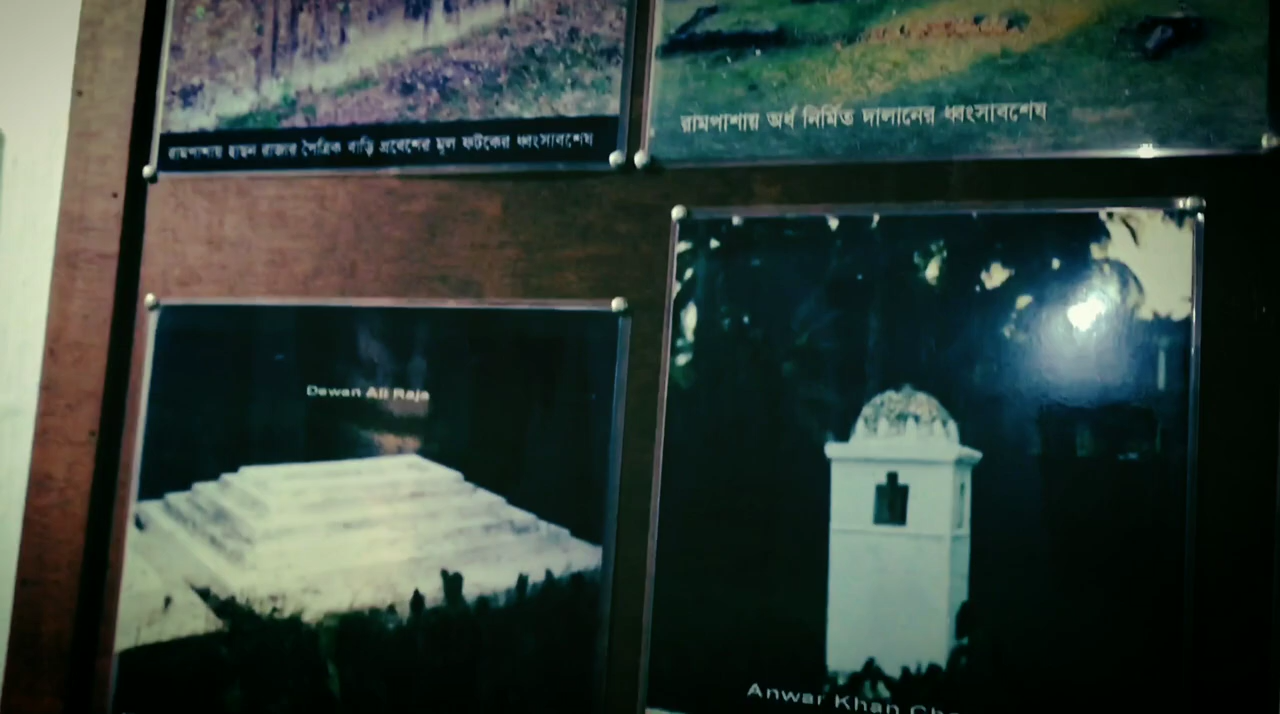 রামপাশায় হাছন রাজার পৈত্রিক বাড়ি প্রবেশের মূল ফটকের ধ্বংসাবশেষ
রামপাশায় অর্ধ নির্মিত দালানের ধ্বংসাবশেষ
Dewan Ali Raja
Anwar Khan